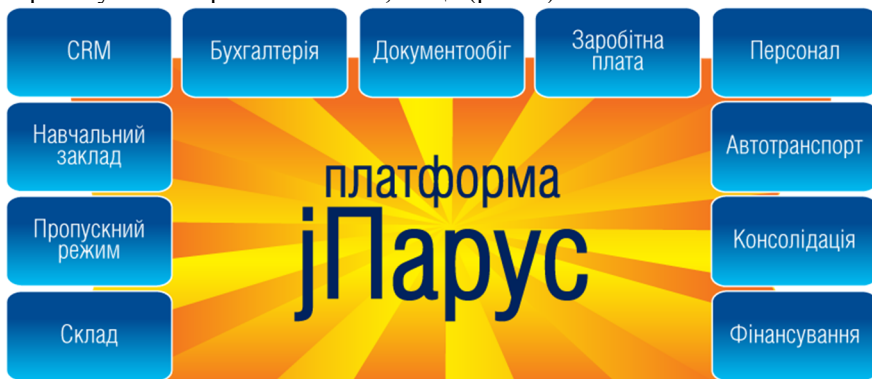 CRM
Бухгалтерія
Документообіг
Заробітна
плата
Персонал
Навчальний
заклад
Автотранспорт
платформа
jПарус
Пропускний
режим
Консолідація
Склад
Фінансування